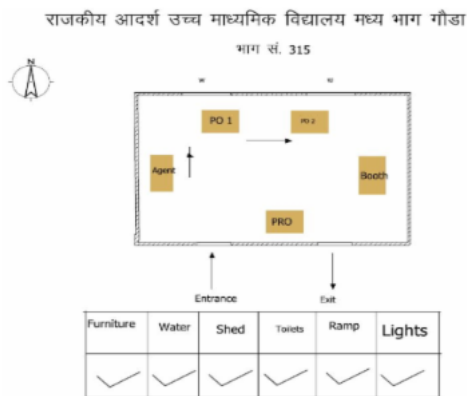 राजकीय आदर्श उच्च माध्यमिक विद्यालय मध्य भाग गौडा
भाग सं. 315
N
W W
PO 1 PO 2
Agent Booth
PRO
Entrance Exit
Furniture Water Shed Toilets Ramp Lights